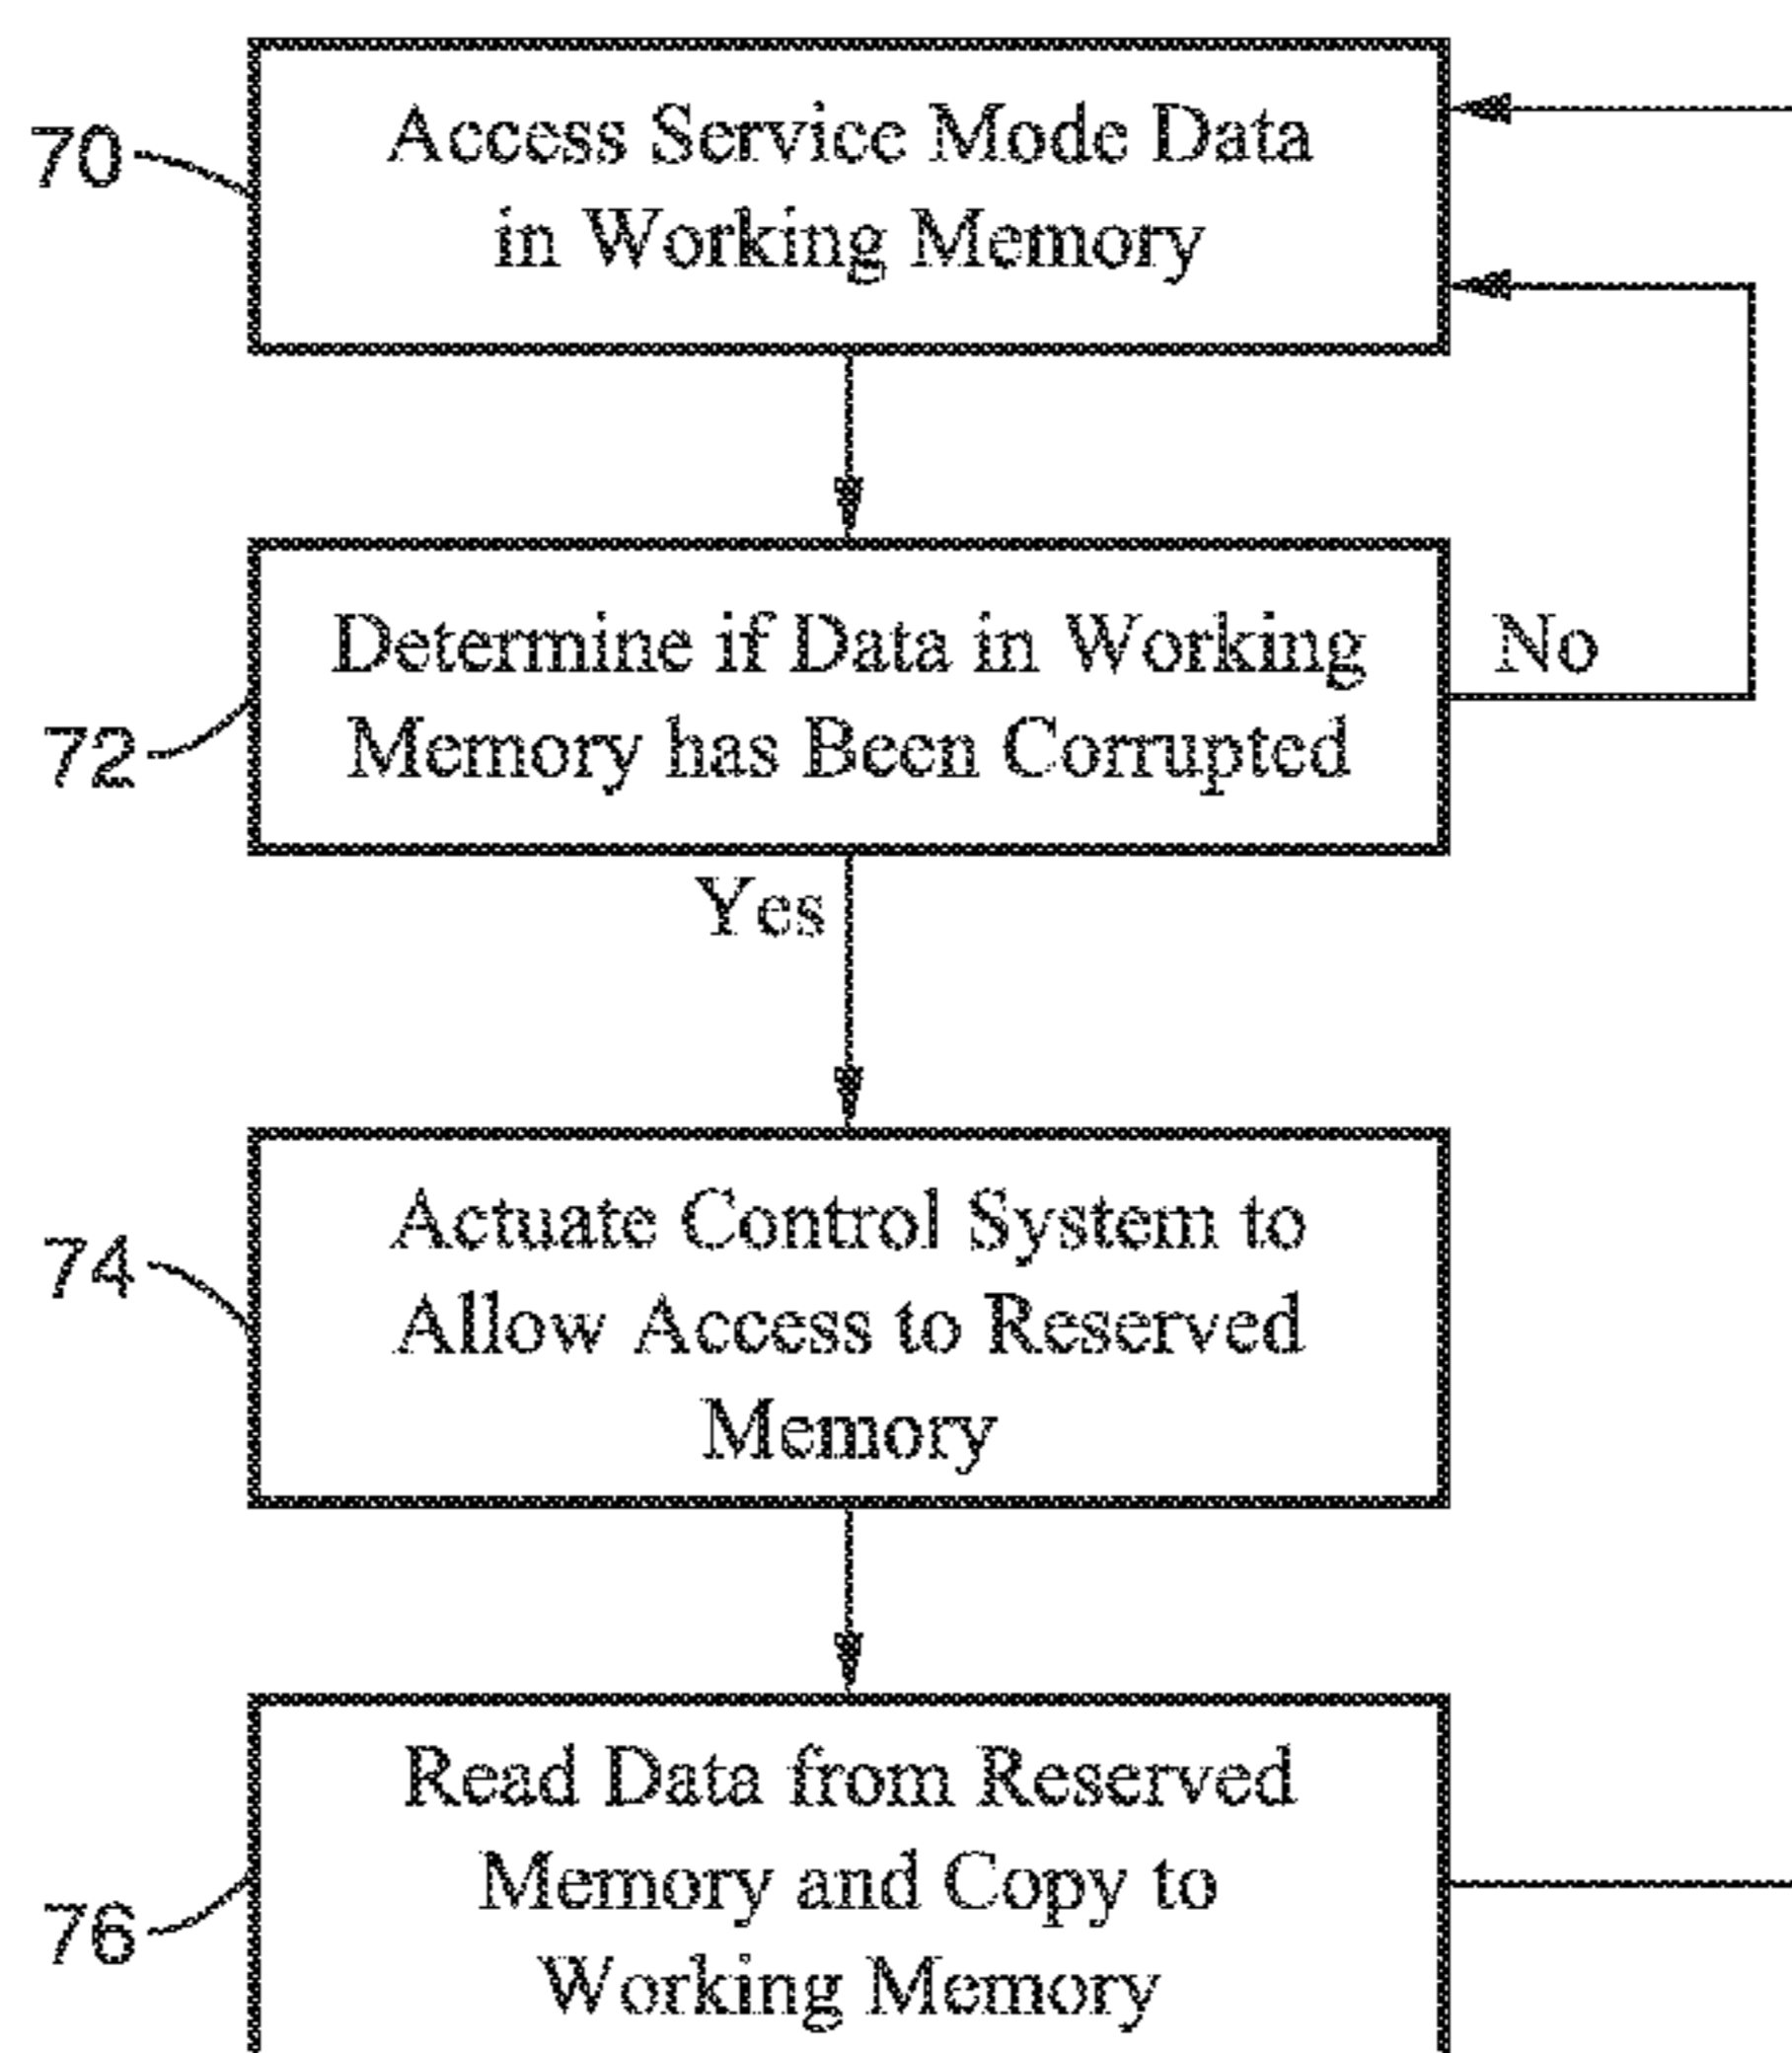 70
Access Service Mode Data
in Working Memory
72
Determine if Data in Working
Memory has Been Corrupted
No
Yes
74
Actuate Control System to
Allow Access to Reserved
Memory
76
Read Data from Reserved
Memory and Copy to
Working Memory